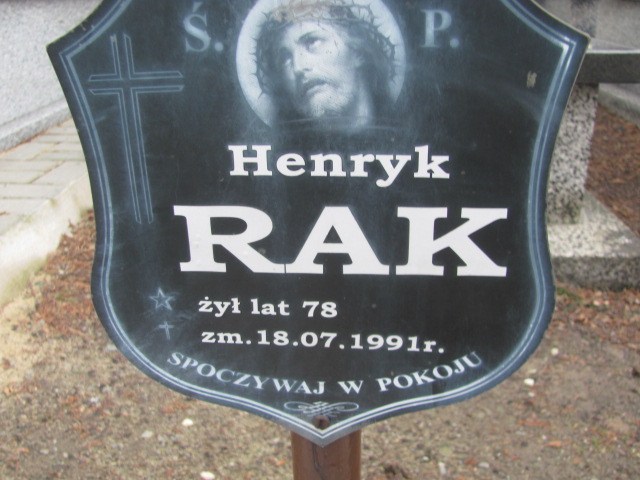 Ś. P.
Henryk
RAK
żył lat 78
zm.18.07.1991r.
SPOCZYWAJ W POKOJU